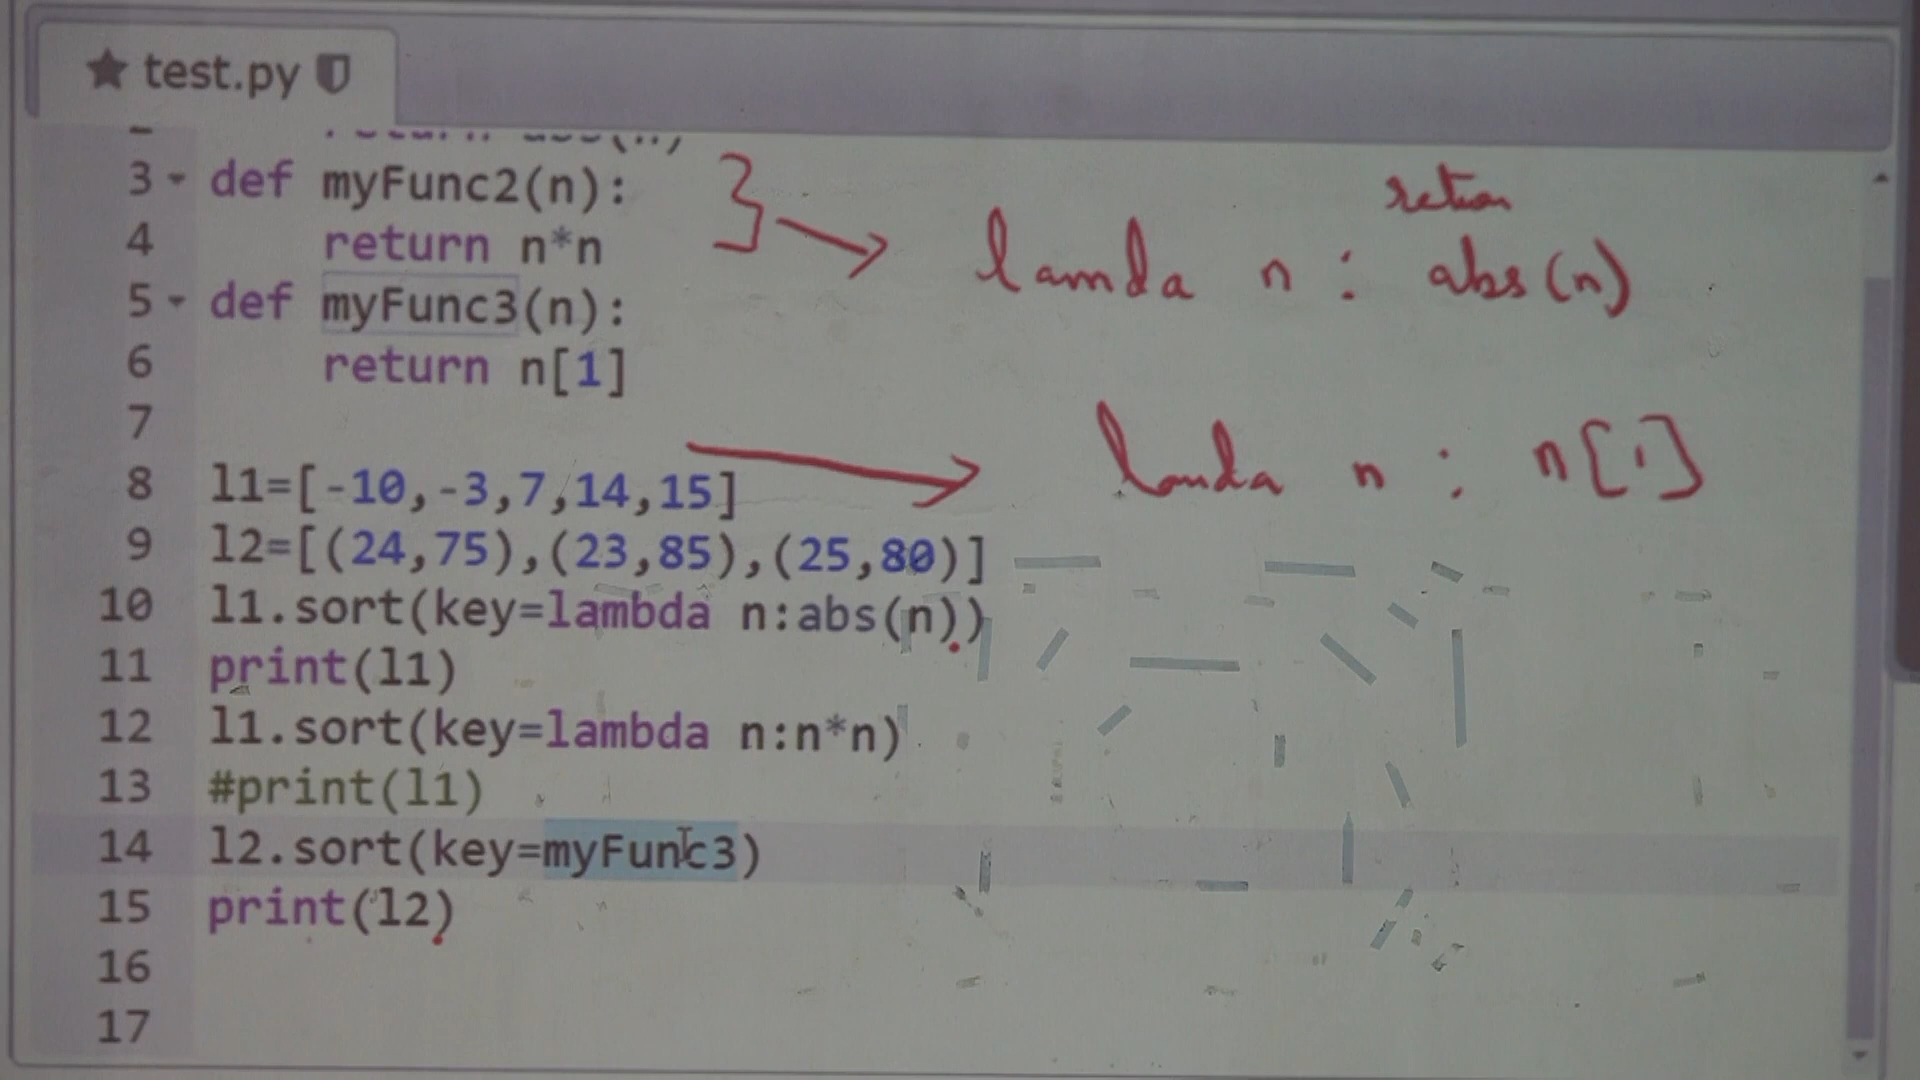 test.py
return abs(n)
3 def myFunc2(n):
4 return n*n
5 def myFunc3(n):
6 return n[1]
7
8 l1=[-10,-3,7,14,15]
9 l2=[(24,75),(23,85),(25,80)]
10 l1.sort(key=lambda n:abs(n))
11 print(l1)
12 l1.sort(key=lambda n:n*n)
13 #print(l1)
14 l2.sort(key=myFunc3)
15 print(l2)
16
17
return
lamda n : abs(n)
lamda n : n[1]